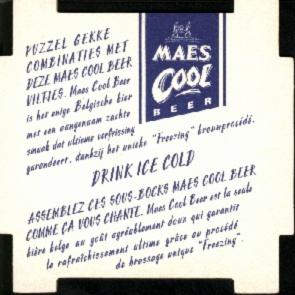 PUZZEL GEKKE
COMBINATIES MET
DEZE MAES COOL BEER
VILTJES. Maes Cool Beer
is het enige Belgische bier
met een aangenaam zachte
smaak dat ultieme verfrissing
garandeert, dankzij het unieke "Freezing" brouwprocédé.
MAES
COOL
BEER
DRINK ICE COLD
ASSEMBLEZ CES SOUS-BOCKS MAES COOL BEER
COMME ÇA VOUS CHANTE. Maes Cool Beer est la seule
bière belge au goût agréablement doux qui garantit
le rafraîchissement ultime grâce au procédé
de brassage unique "Freezing".